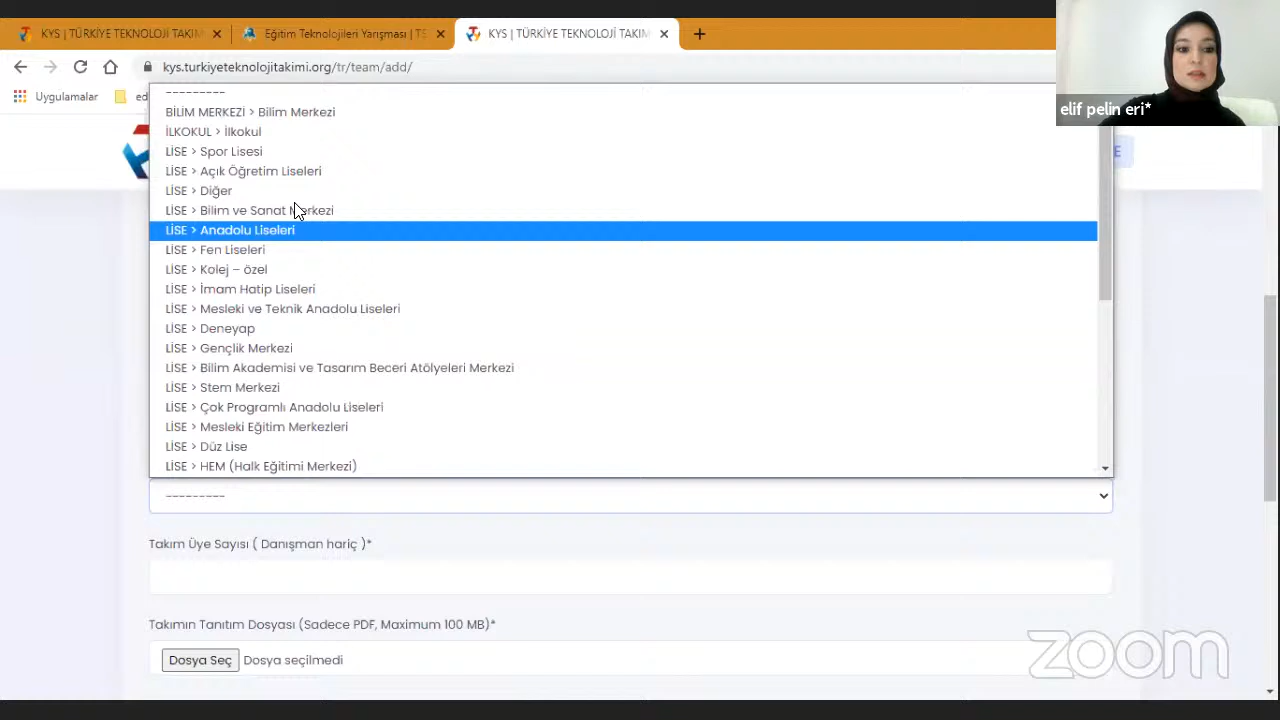 KYS | TÜRKİYE TEKNOLOJİ TAKIM
Eğitim Teknolojileri Yarışması | TE
KYS | TÜRKİYE TEKNOLOJİ TAKIM
kys.turkiyeteknolojitakimi.org/tr/team/add/
Uygulamalar
ed
elif pelin eri*
E
---------
BİLİM MERKEZİ > Bilim Merkezi
İLKOKUL > İlkokul
LİSE > Spor Lisesi
LİSE > Açık Öğretim Liseleri
LİSE > Diğer
LİSE > Bilim ve Sanat Merkezi
LİSE > Anadolu Liseleri
LİSE > Fen Liseleri
LİSE > Kolej – özel
LİSE > İmam Hatip Liseleri
LİSE > Mesleki ve Teknik Anadolu Liseleri
LİSE > Deneyap
LİSE > Gençlik Merkezi
LİSE > Bilim Akademisi ve Tasarım Beceri Atölyeleri Merkezi
LİSE > Stem Merkezi
LİSE > Çok Programlı Anadolu Liseleri
LİSE > Mesleki Eğitim Merkezleri
LİSE > Düz Lise
LİSE > HEM (Halk Eğitimi Merkezi)
---------
Takım Üye Sayısı ( Danışman hariç )*
Takımın Tanıtım Dosyası (Sadece PDF, Maximum 100 MB)*
Dosya Seç Dosya seçilmedi
zoom